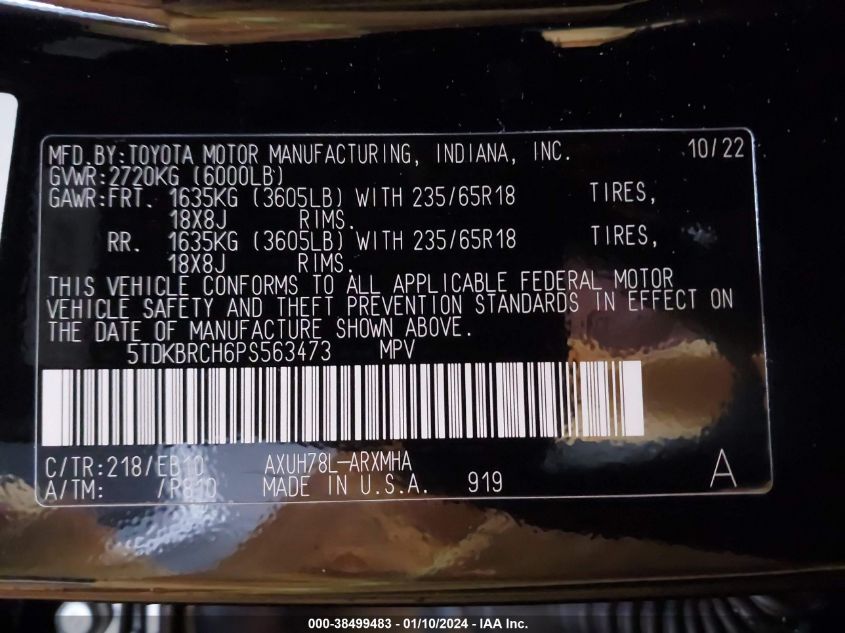 MFD.BY:TOYOTA MOTOR MANUFACTURING, INDIANA, INC. 10/22
GVWR:2720KG (6000LB)
GAWR:FRT. 1635KG (3605LB) WITH 235/65R18 TIRES,
18X8J RIMS.
RR. 1635KG (3605LB) WITH 235/65R18 TIRES,
18X8J RIMS.
THIS VEHICLE CONFORMS TO ALL APPLICABLE FEDERAL MOTOR
VEHICLE SAFETY AND THEFT PREVENTION STANDARDS IN EFFECT ON
THE DATE OF MANUFACTURE SHOWN ABOVE.
5TDKBRCH6PS563473 MPV
C/TR:218/EB10 AXUH78L-ARXMHA A
A/TM: /P810 MADE IN U.S.A. 919
000-38499483 - 01/10/2024 - IAA Inc.